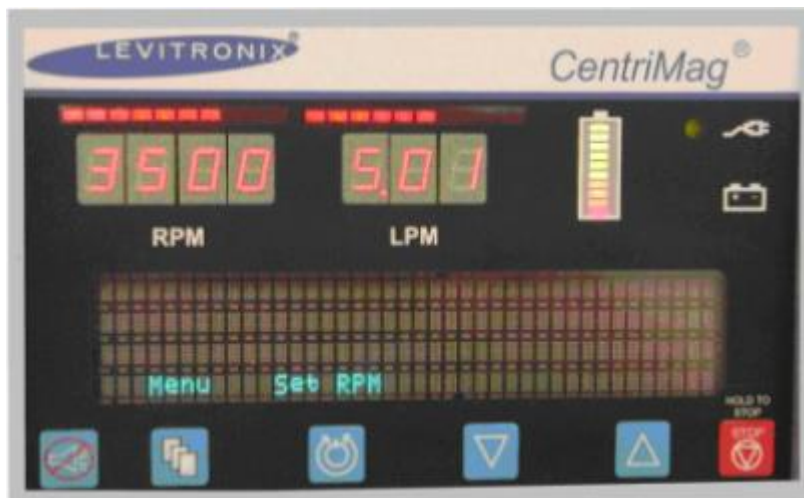 LEVITRONIX®
CentriMag®
3500 5.01
RPM LPM
Menu Set RPM
HOLD TO
STOP
STOP